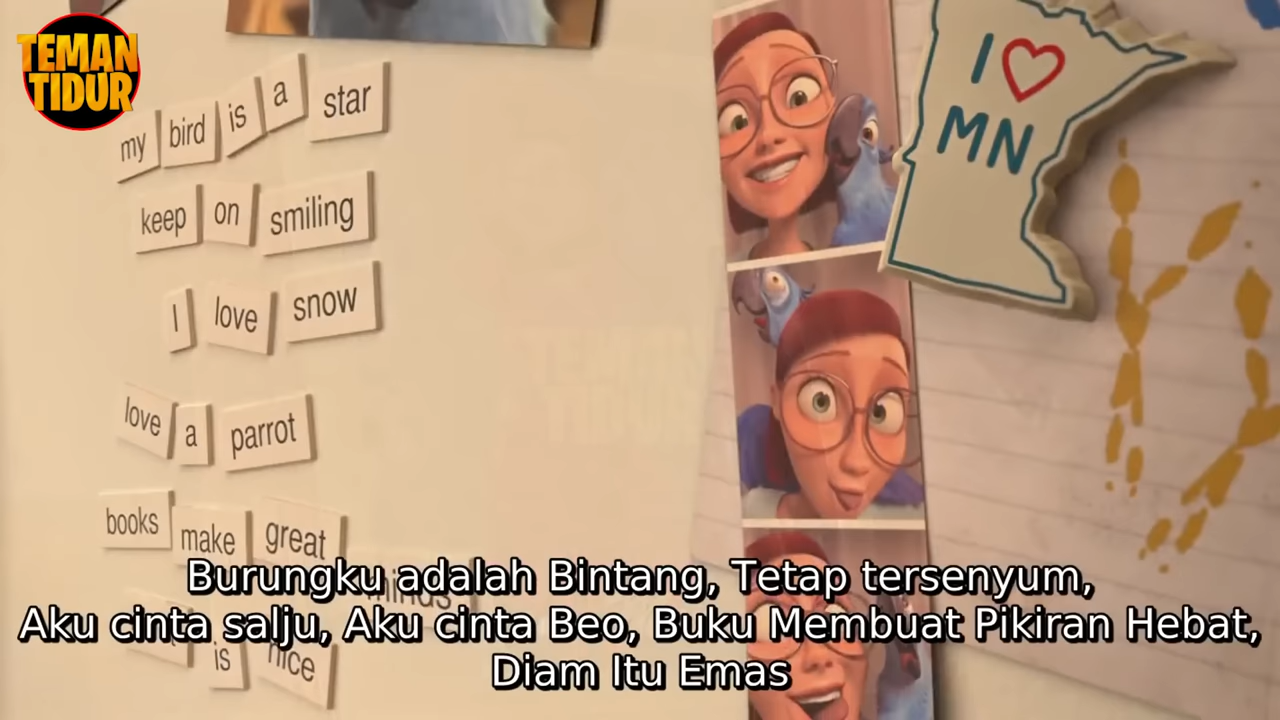 TEMAN
TIDUR
my bird is a star
keep on smiling
I love snow
love a parrot
books make great
minds
is nice
I ♡
MN
Burungku adalah Bintang, Tetap tersenyum,
Aku cinta salju, Aku cinta Beo, Buku Membuat Pikiran Hebat,
Diam Itu Emas